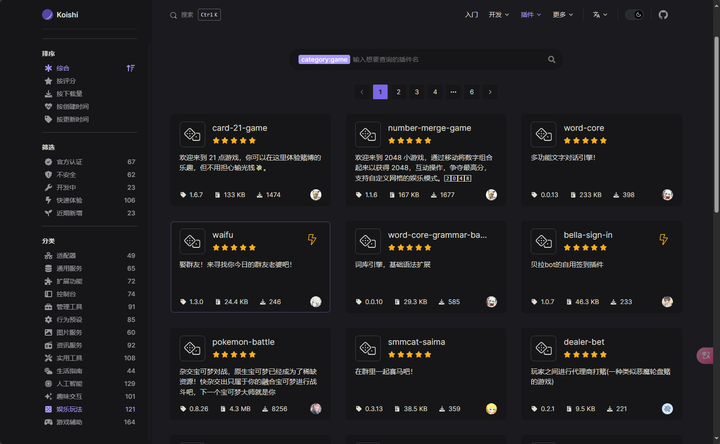 Koishi
搜索 Ctrl K
入门 开发 插件 更多
排序
综合
按评分
按下载量
按创建时间
按更新时间
筛选
官方认证 67
不安全 62
开发中 23
快速体验 106
近期新增 23
分类
适配器 49
通用服务 65
扩展功能 72
控制台 74
管理工具 91
行为预设 85
图片服务 60
资讯服务 92
实用工具 108
生活指南 44
人工智能 129
趣味交互 101
娱乐玩法 121
游戏辅助 164
category:game 输入想要查询的插件名
1 2 3 4 ••• 6
card-21-game
欢迎来到 21 点游戏，你可以在这里体验赌博的
乐趣，但不用担心输光钱
1.6.7 133 KB 1474
number-merge-game
欢迎来到 2048 小游戏，通过移动将数字组合
起来以获得 2048，互动操作，争夺最高分，
支持自定义网格的娱乐模式。2048
1.1.6 167 KB 1677
word-core
多功能文字对话引擎！
0.0.13 233 KB 398
waifu
娶群友！来寻找你今日的群友老婆吧！
1.3.0 24.4 KB 246
word-core-grammar-ba...
词库引擎，基础语法扩展
0.0.10 29.3 KB 585
bella-sign-in
贝拉bot的自用签到插件
1.0.7 46.3 KB 233
pokemon-battle
杂交宝可梦对战，原生宝可梦已经成为了稀缺
资源！快杂交出只属于你的融合宝可梦进行战
斗吧，下一个宝可梦大师就是你
0.8.26 4.3 MB 8256
smmcat-saima
在群里一起赛马吧！
0.3.13 38.5 KB 359
dealer-bet
玩家之间进行代理商打赌(一种类似恶魔轮盘赌
的游戏)
0.2.1 9.5 KB 221